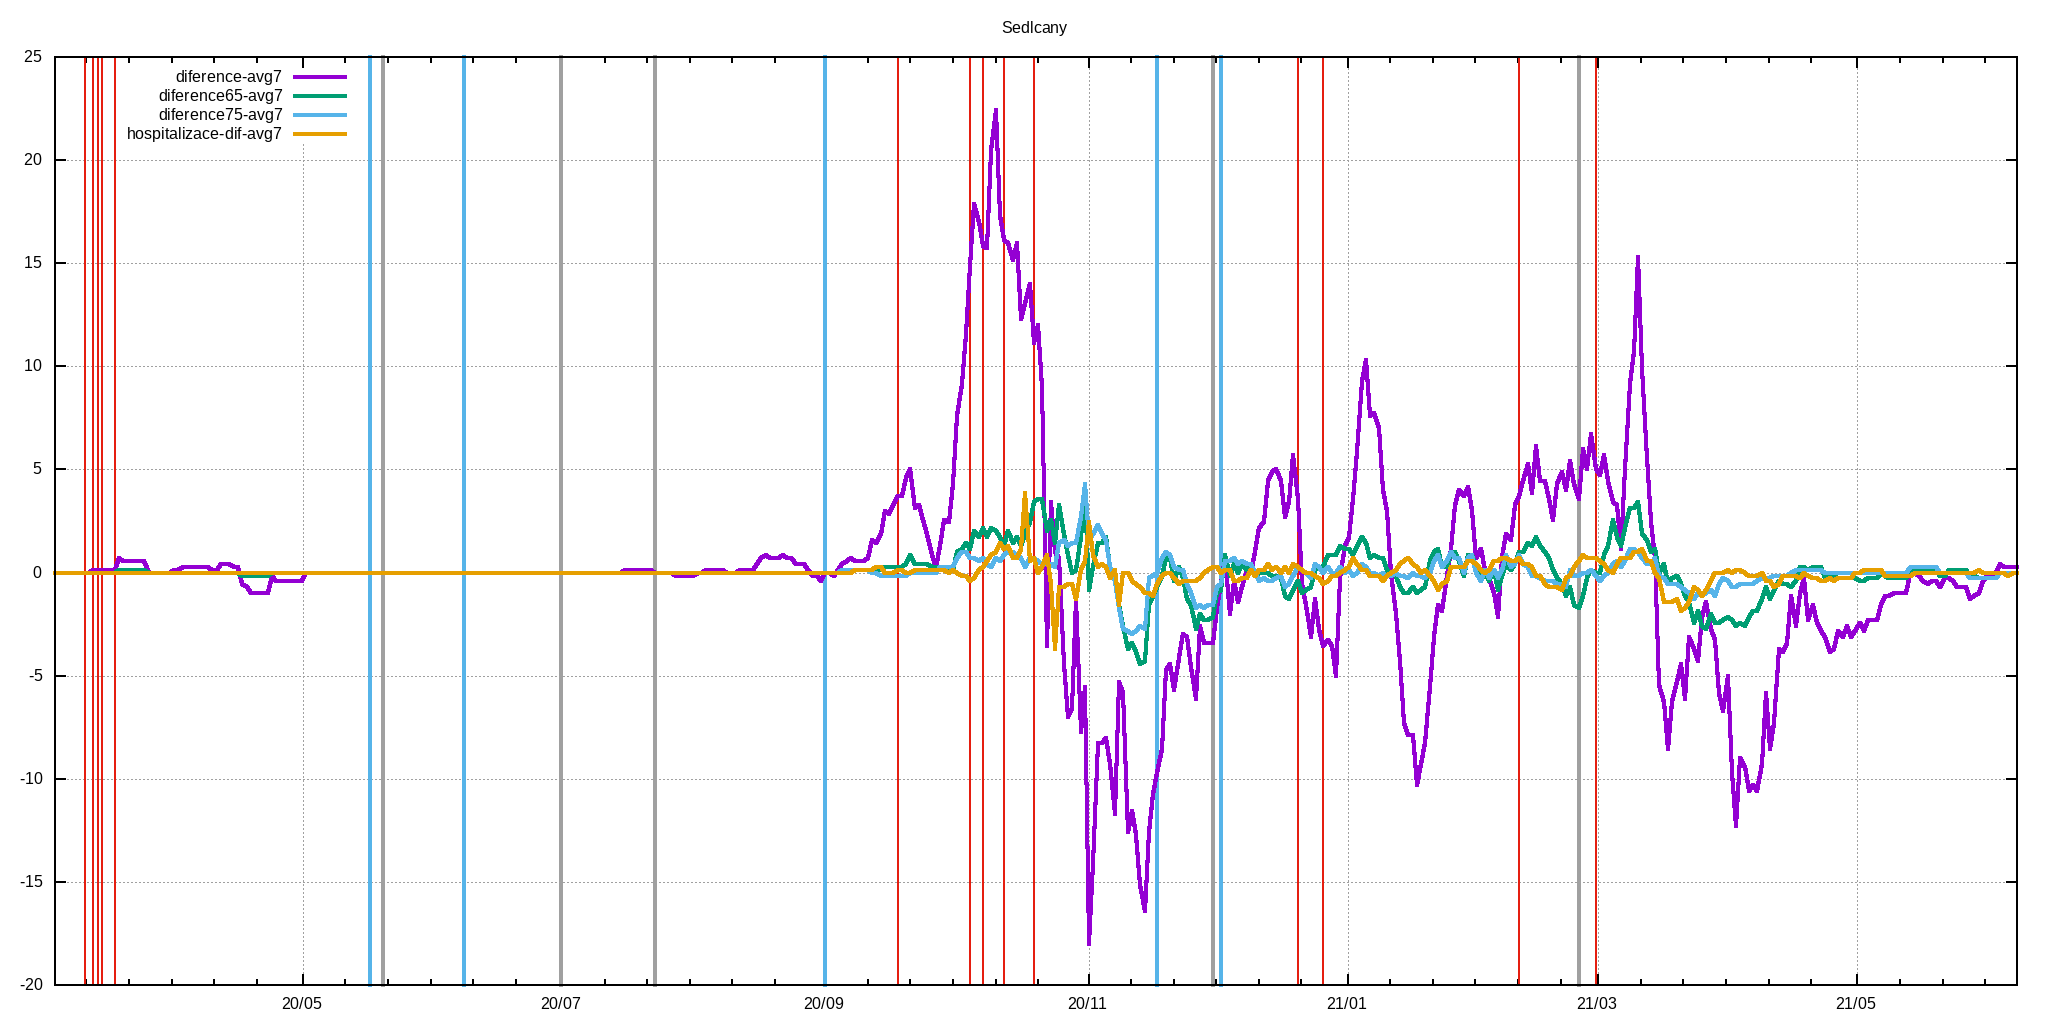 Sedlcany
diference-avg7
diference65-avg7
diference75-avg7
hospitalizace-dif-avg7
25
20
15
10
5
0
-5
-10
-15
-20
20/05 20/07 20/09 20/11 21/01 21/03 21/05